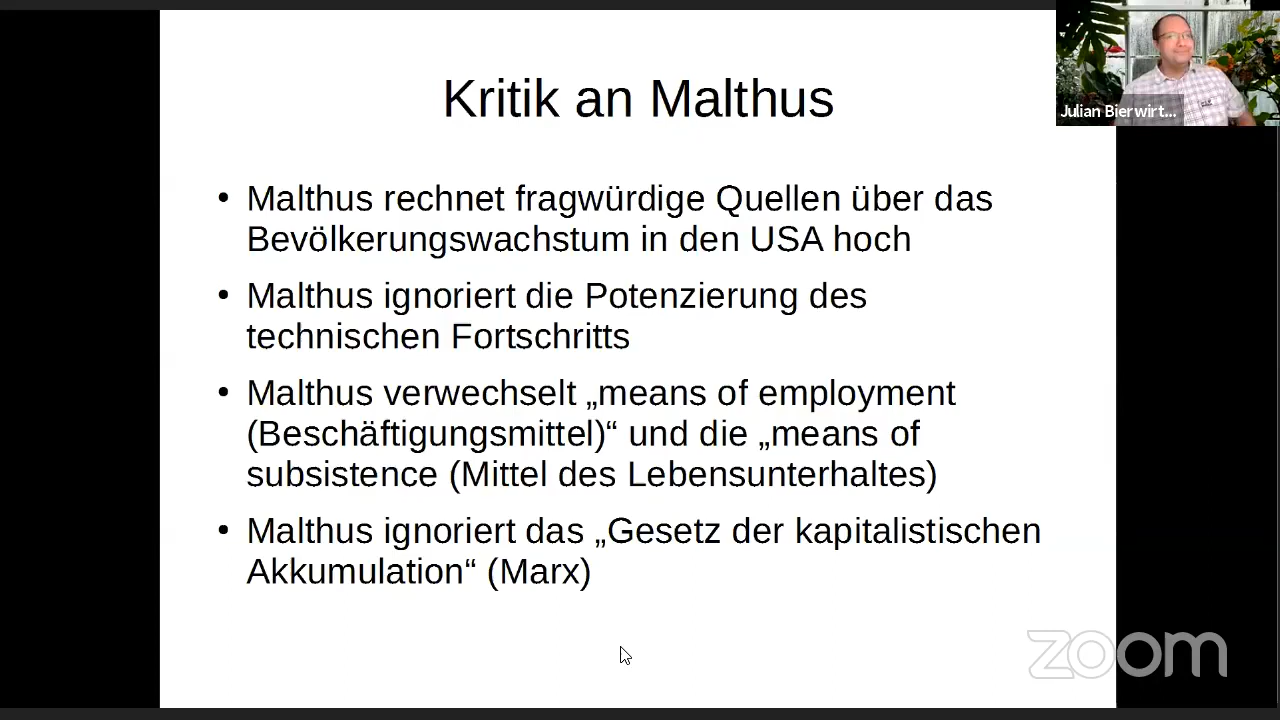 Kritik an Malthus
Julian Bierwirt...
• Malthus rechnet fragwürdige Quellen über das
Bevölkerungswachstum in den USA hoch
• Malthus ignoriert die Potenzierung des
technischen Fortschritts
• Malthus verwechselt „means of employment
(Beschäftigungsmittel)“ und die „means of
subsistence (Mittel des Lebensunterhaltes)
• Malthus ignoriert das „Gesetz der kapitalistischen
Akkumulation“ (Marx)
zoom